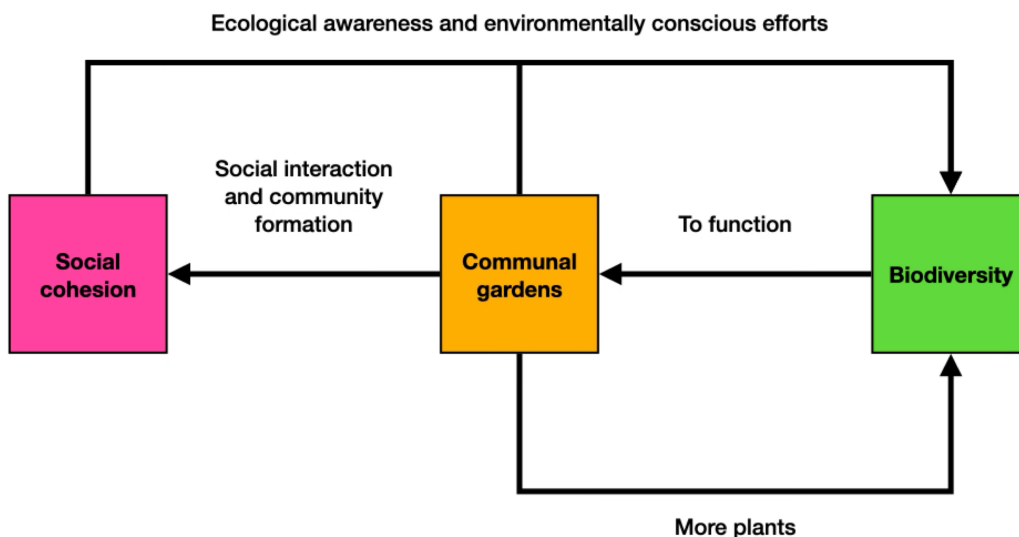 Ecological awareness and environmentally conscious efforts
Social interaction
and community
formation
To function
Social
cohesion
Communal
gardens
Biodiversity
More plants